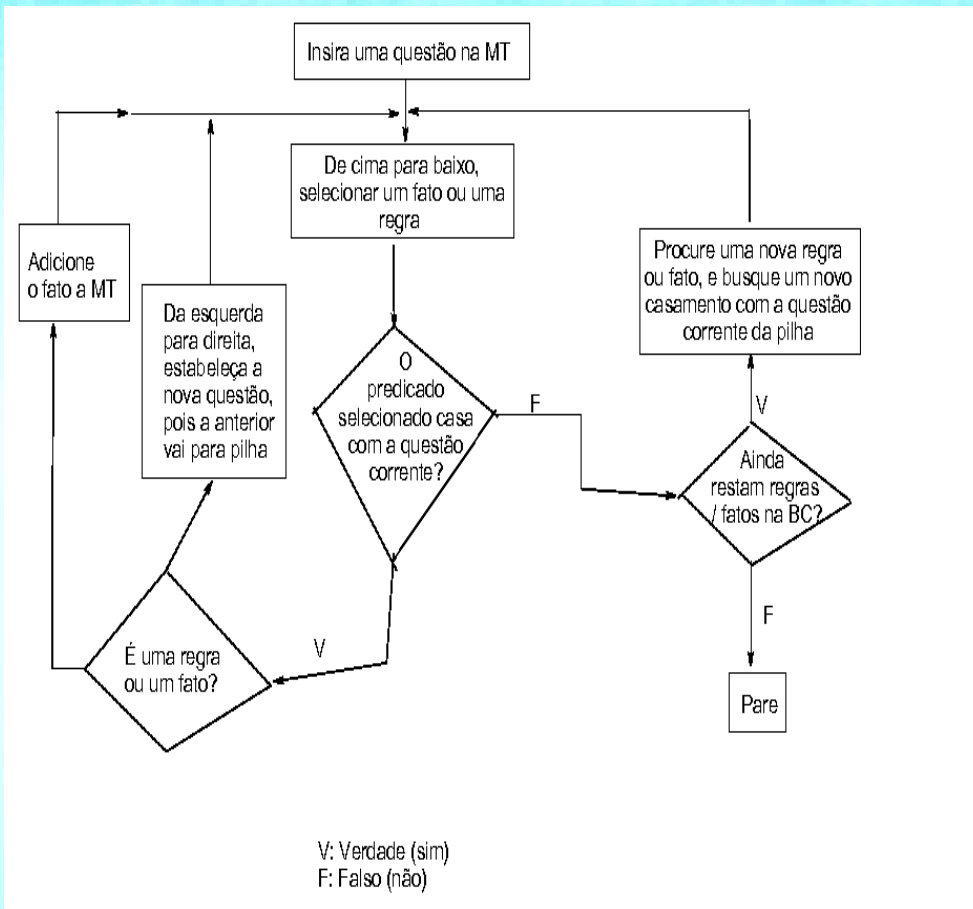 Insira uma questão na MT
De cima para baixo,
selecionar um fato ou uma
regra
Adicione
o fato a MT
Da esquerda
para direita,
estabeleça a
nova questão,
pois a anterior
vai para pilha
O
predicado
selecionado casa
com a questão
corrente?
F
Procure uma nova regra
ou fato, e busque um novo
casamento com a questão
corrente da pilha
V
Ainda
restam regras
/ fatos na BC?
F
Pare
V
É uma regra
ou um fato?
V: Verdade (sim)
F: Falso (não)